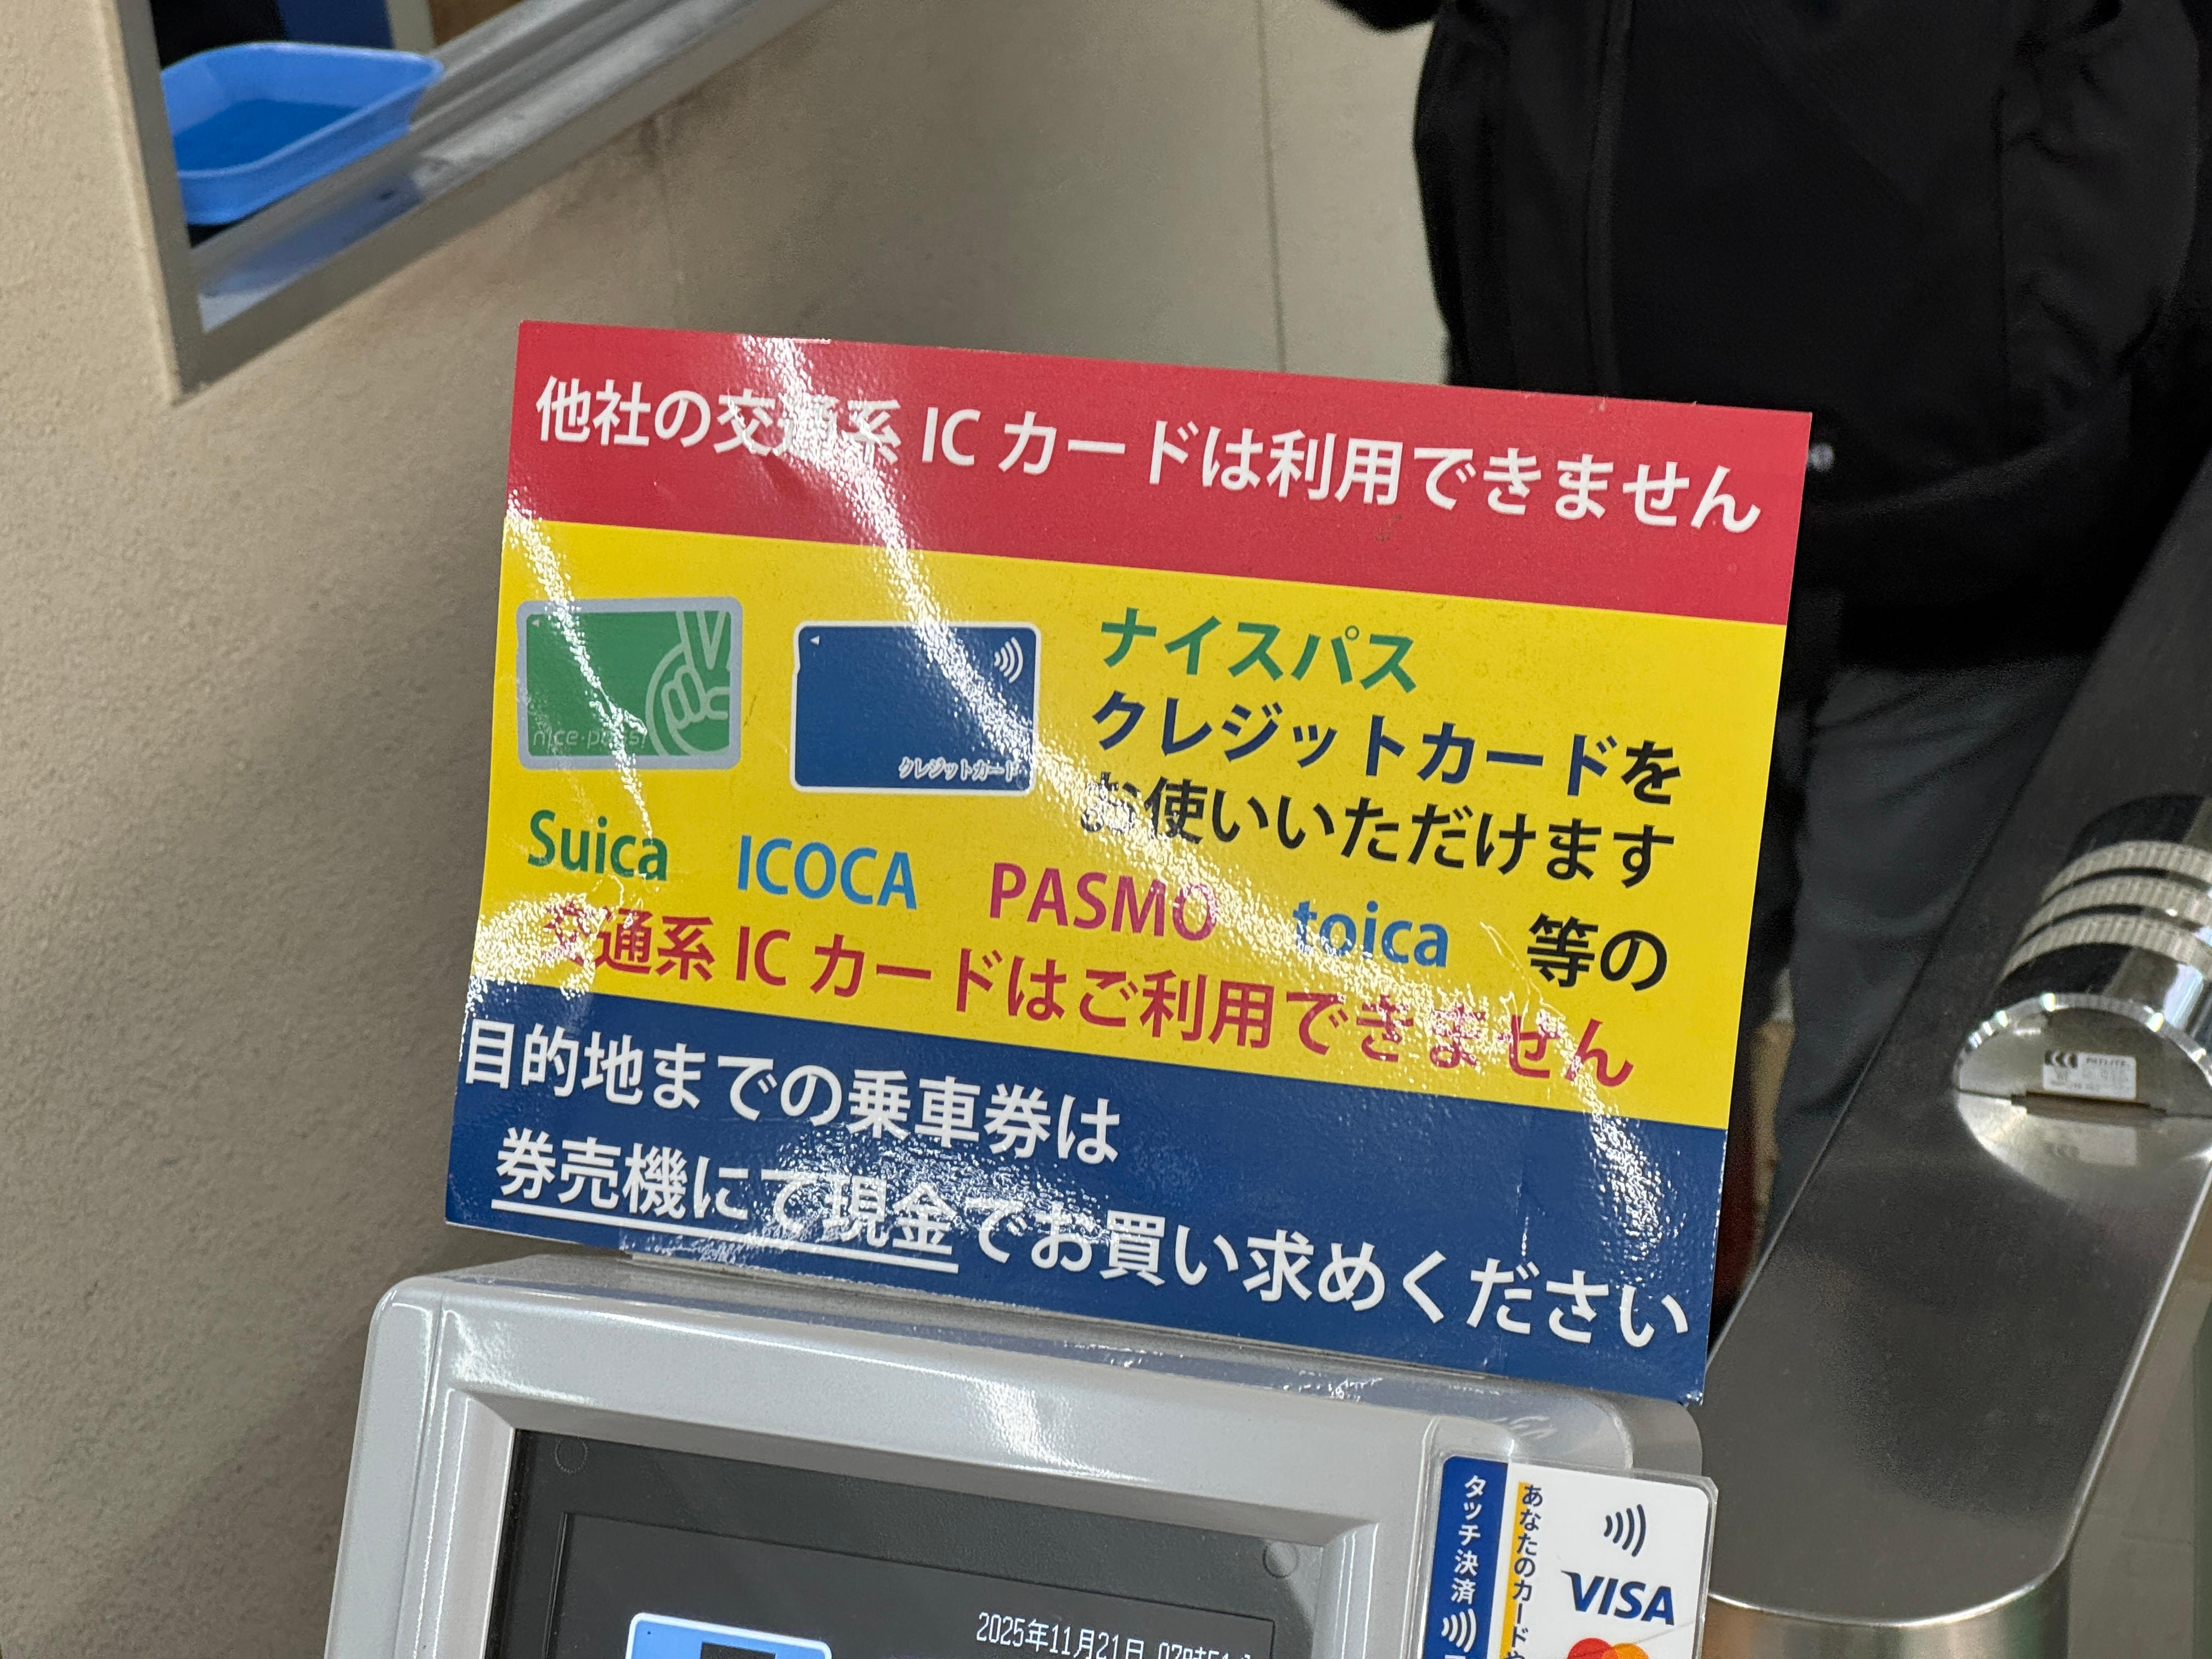 他社の交通系 IC カードは利用できません
nice・pass
クレジットカード
ナイスパス
クレジットカードを
お使いいただけます
Suica ICOCA PASMO toica 等の
交通系 IC カードはご利用できません
目的地までの乗車券は
券売機にて現金でお買い求めください
2025年11月21日
タッチ決済
あなたのカードや
VISA